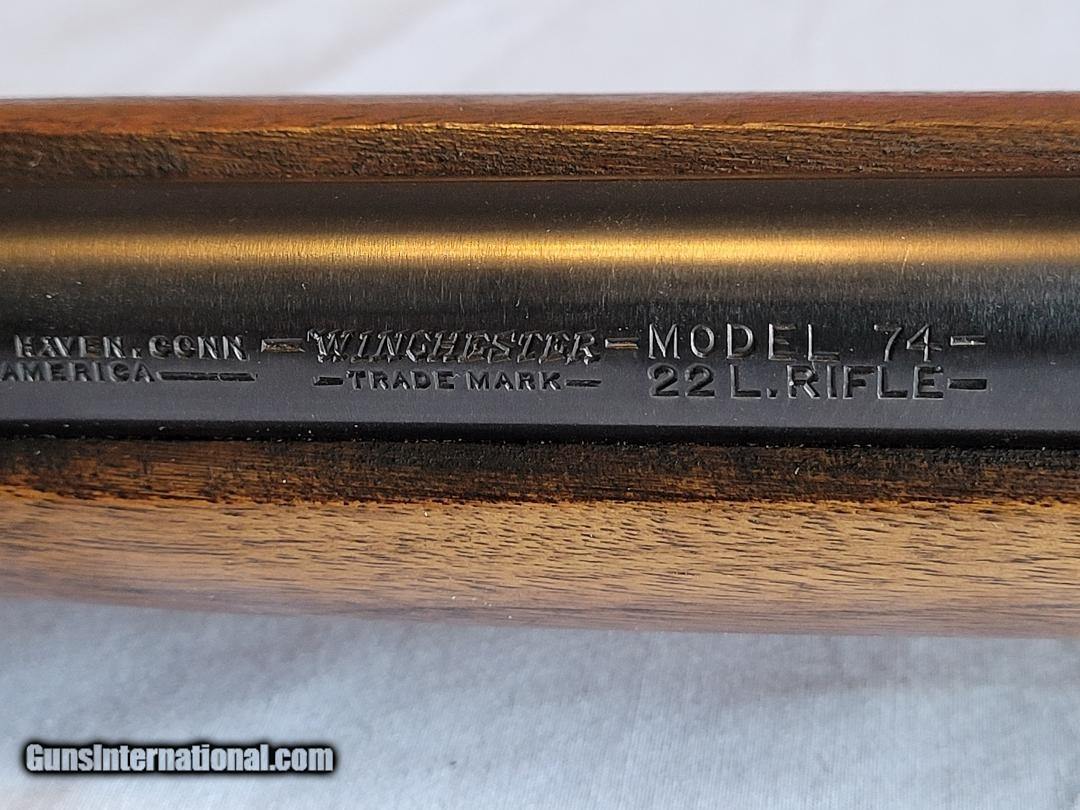 HAVEN. CONN — WINCHESTER — MODEL 74 —
AMERICA — — TRADE MARK — 22 L. RIFLE —
GunsInternational.com